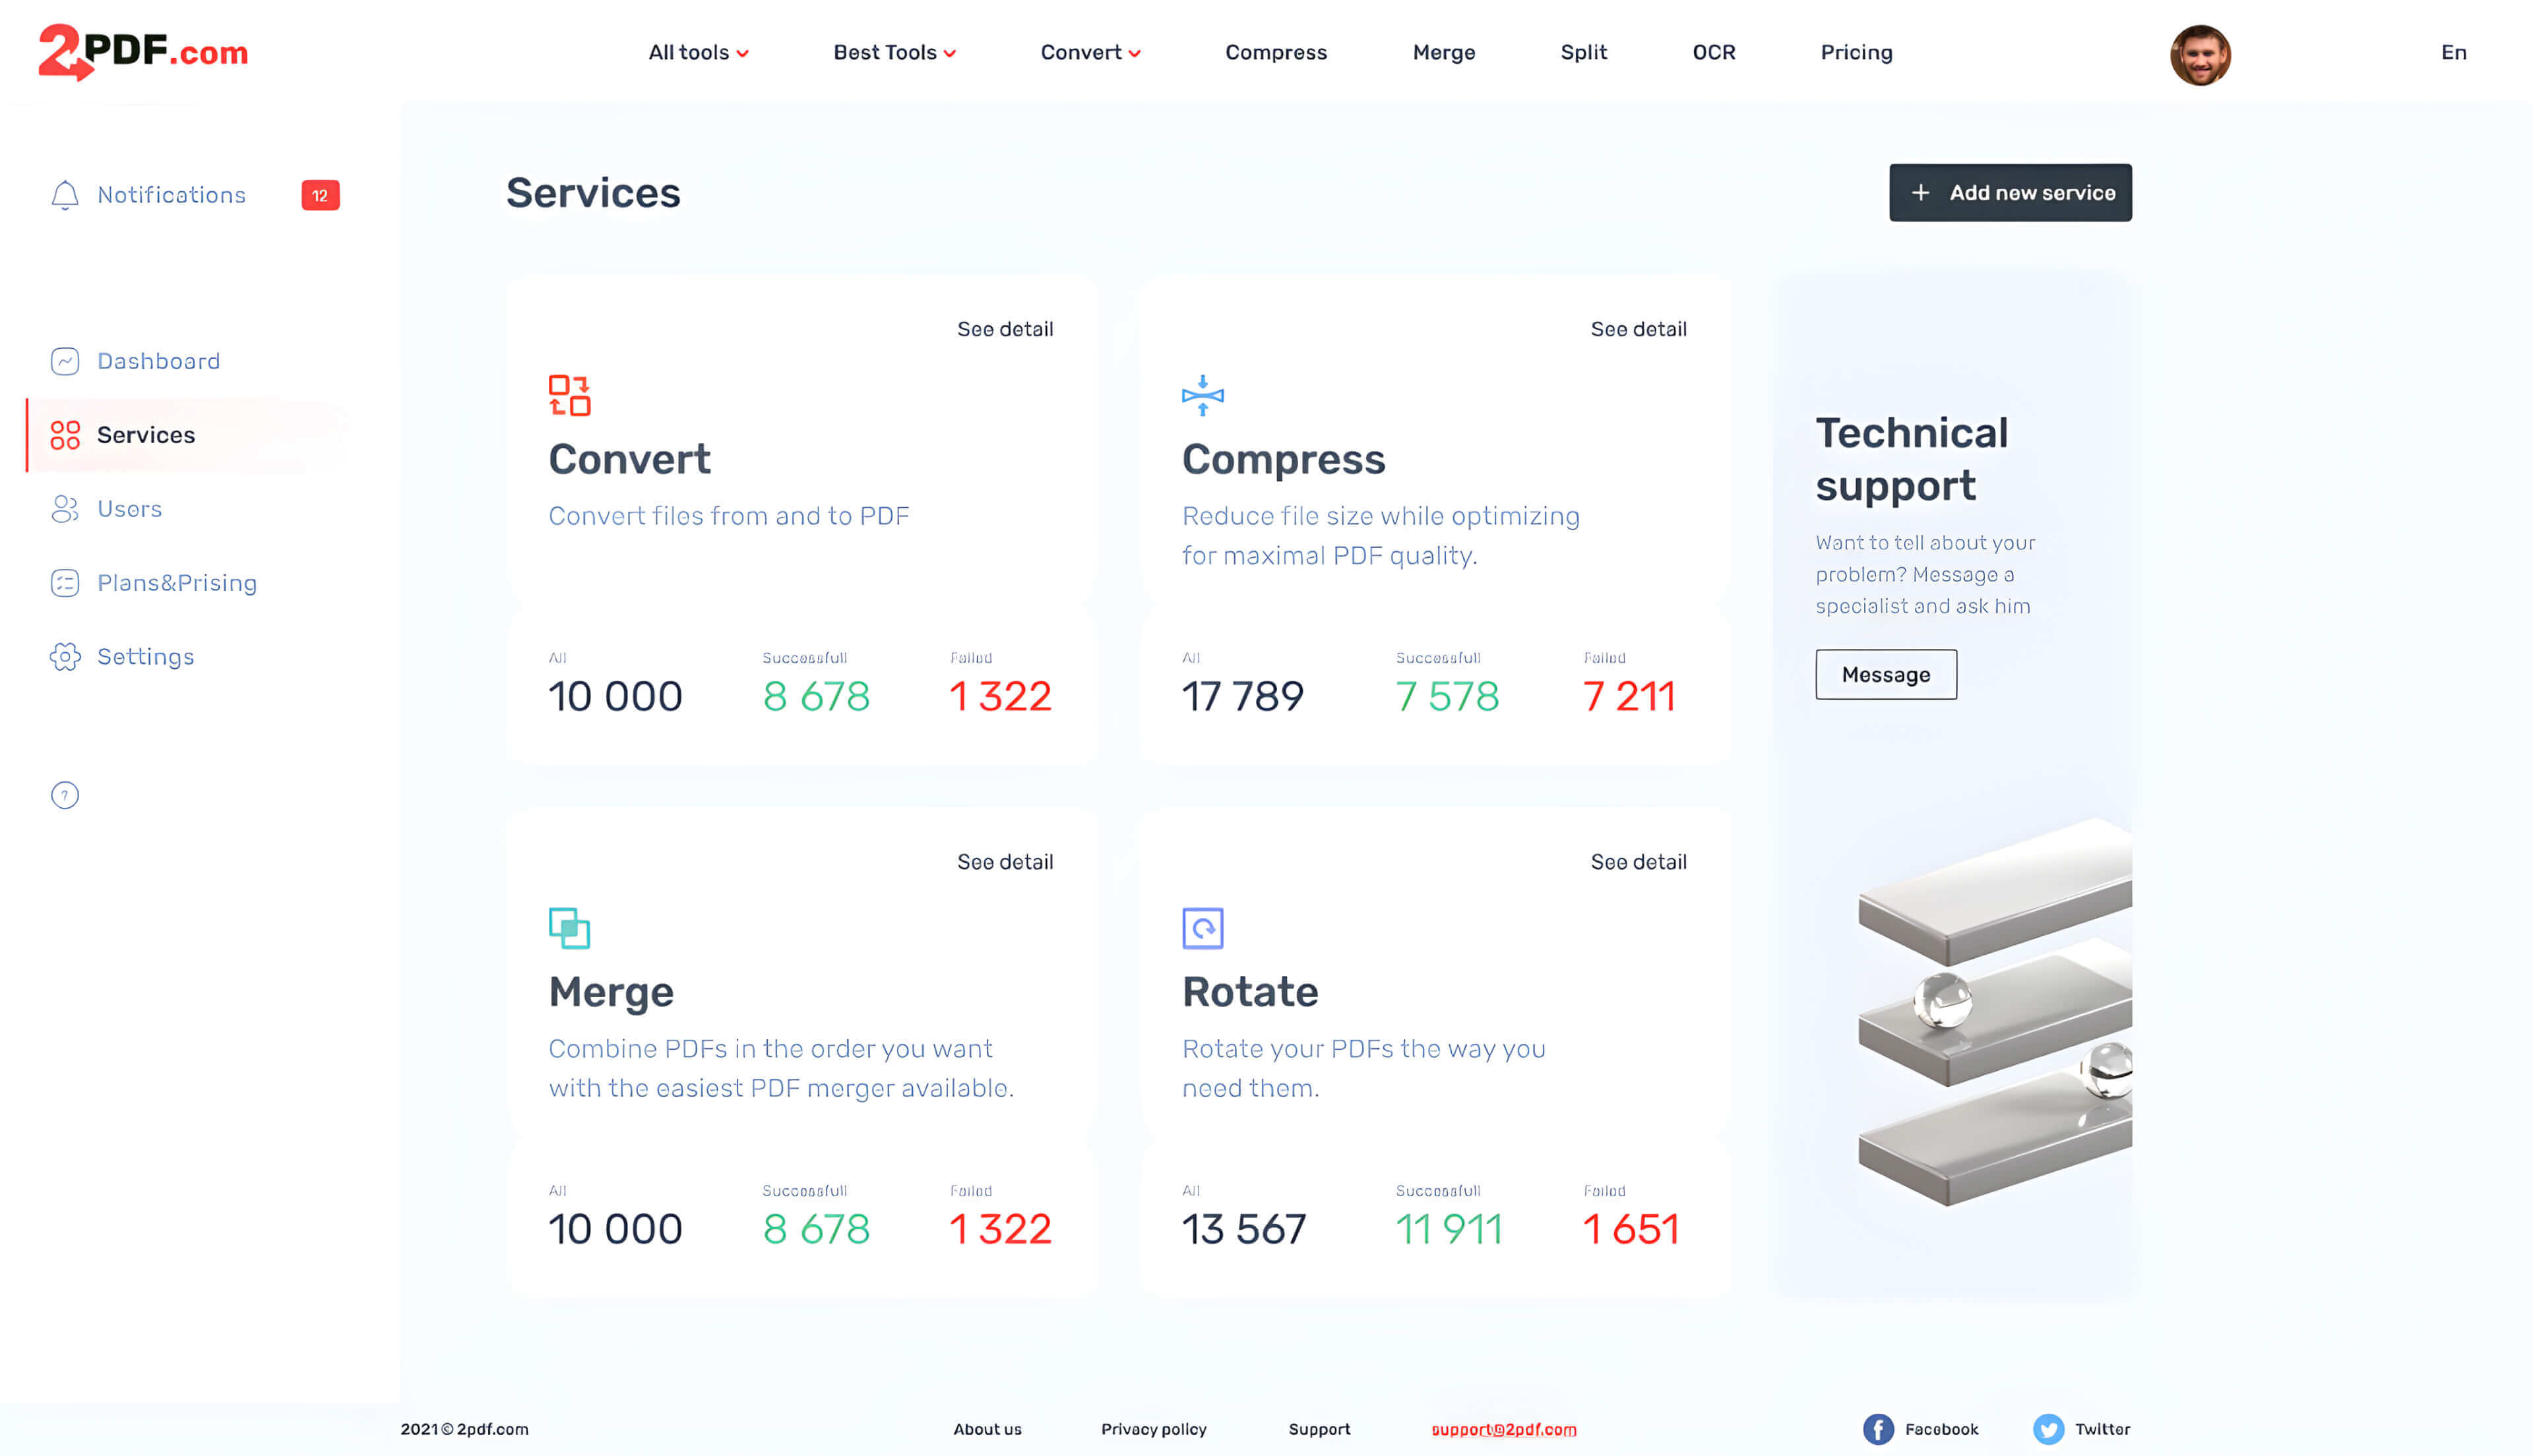 2PDF.com
All tools
Best Tools
Convert
Compress
Merge
Split
OCR
Pricing
En
Notifications
12
Dashboard
Services
Users
Plans&Prising
Settings
?
Services
+ Add new service
See detail
Convert
Convert files from and to PDF
All
Successfull
Failed
10 000
8 678
1 322
See detail
Compress
Reduce file size while optimizing
for maximal PDF quality.
All
Successfull
Failed
17 789
7 578
7 211
See detail
Merge
Combine PDFs in the order you want
with the easiest PDF merger available.
All
Successfull
Failed
10 000
8 678
1 322
See detail
Rotate
Rotate your PDFs the way you
need them.
All
Successfull
Failed
13 567
11 911
1 651
Technical
support
Want to tell about your
problem? Message a
specialist and ask him
Message
2021 © 2pdf.com
About us
Privacy policy
Support
support@2pdf.com
Facebook
Twitter